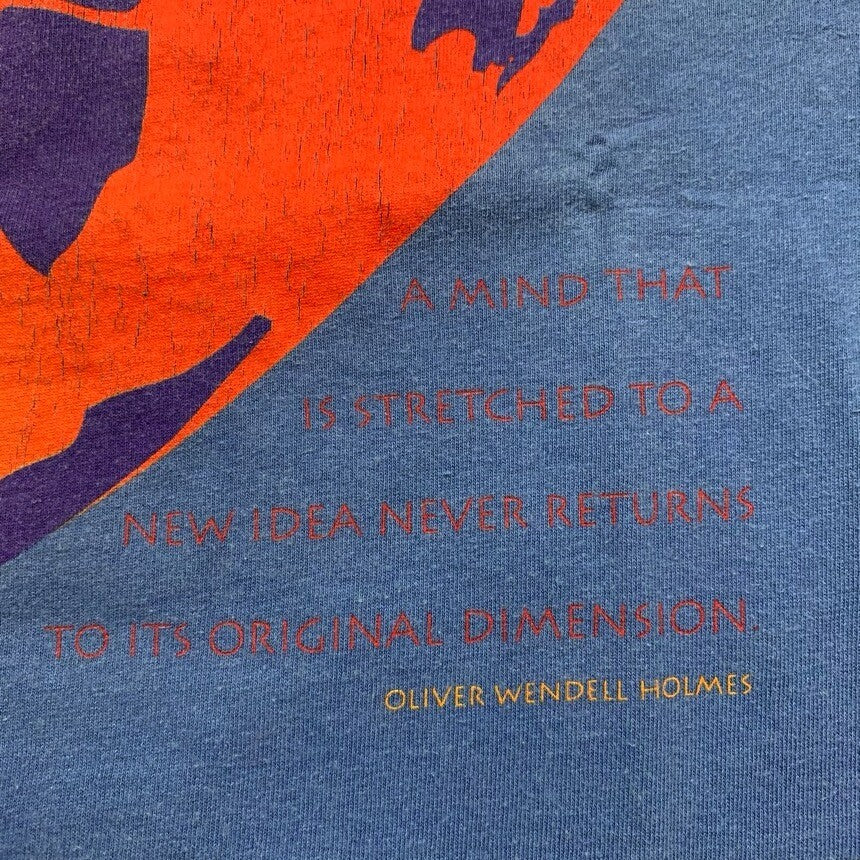 A MIND THAT
IS STRETCHED TO A
NEW IDEA NEVER RETURNS
TO ITS ORIGINAL DIMENSION.
OLIVER WENDELL HOLMES